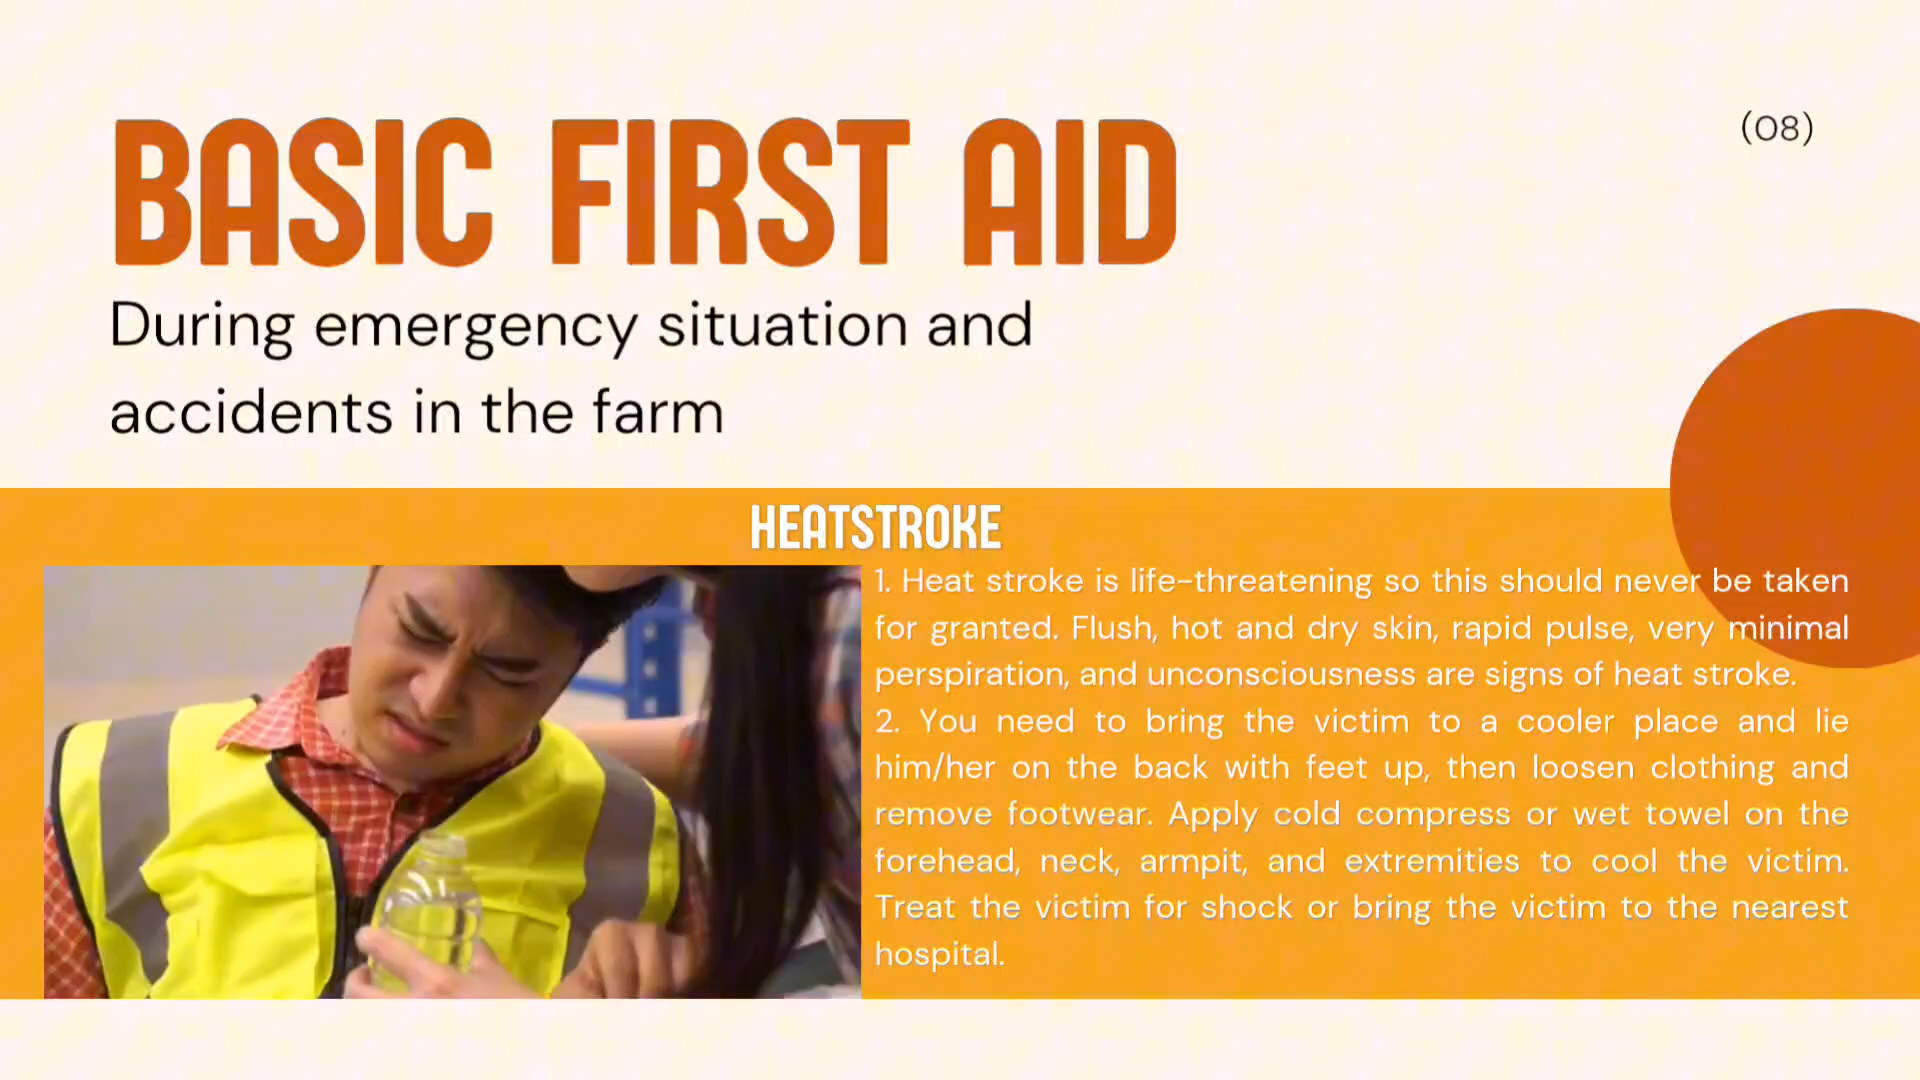 BASIC FIRST AID
(08)
During emergency situation and
accidents in the farm
HEATSTROKE
1. Heat stroke is life-threatening so this should never be taken
for granted. Flush, hot and dry skin, rapid pulse, very minimal
perspiration, and unconsciousness are signs of heat stroke.
2. You need to bring the victim to a cooler place and lie
him/her on the back with feet up, then loosen clothing and
remove footwear. Apply cold compress or wet towel on the
forehead, neck, armpit, and extremities to cool the victim.
Treat the victim for shock or bring the victim to the nearest
hospital.